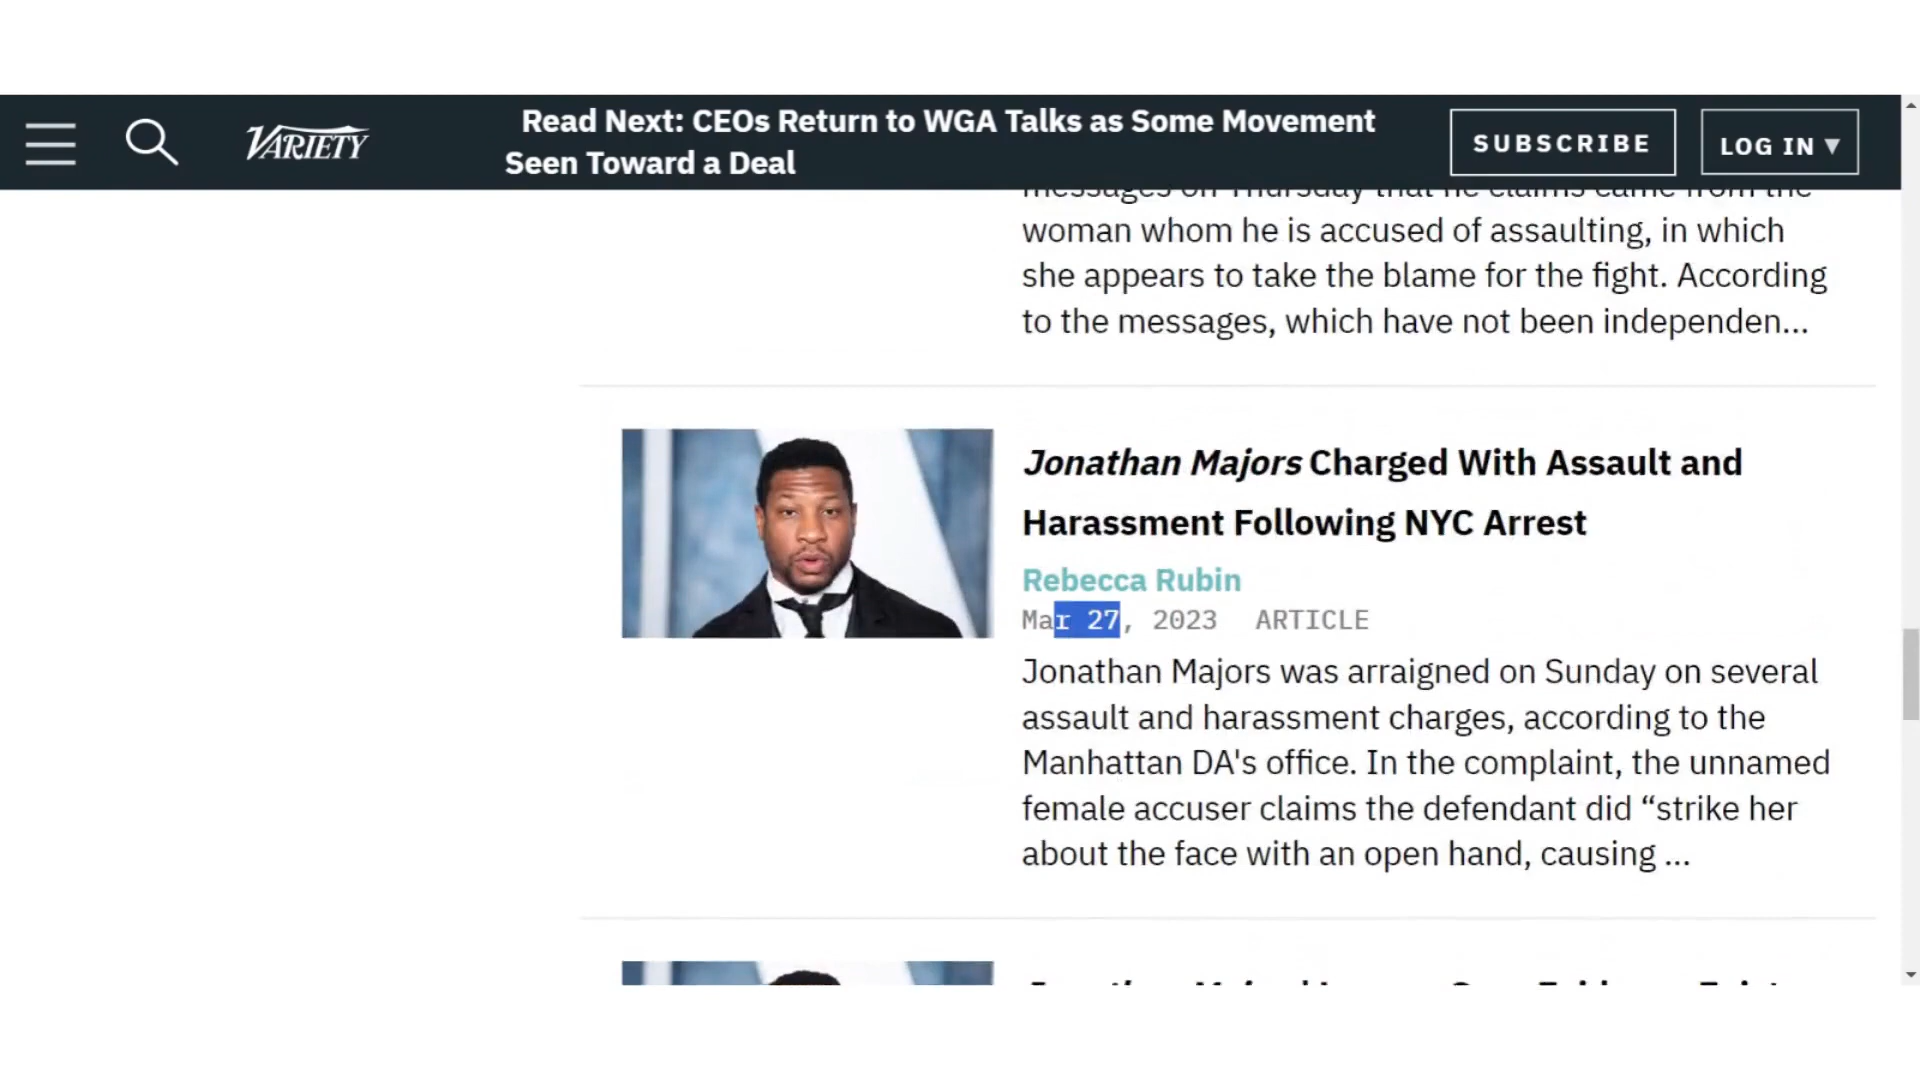 VARIETY
Read Next: CEOs Return to WGA Talks as Some Movement
Seen Toward a Deal
SUBSCRIBE
LOG IN ▼
messages on Thursday that he claims came from the
woman whom he is accused of assaulting, in which
she appears to take the blame for the fight. According
to the messages, which have not been independen...
Jonathan Majors Charged With Assault and
Harassment Following NYC Arrest
Rebecca Rubin
Mar 27, 2023 ARTICLE
Jonathan Majors was arraigned on Sunday on several
assault and harassment charges, according to the
Manhattan DA's office. In the complaint, the unnamed
female accuser claims the defendant did “strike her
about the face with an open hand, causing ...